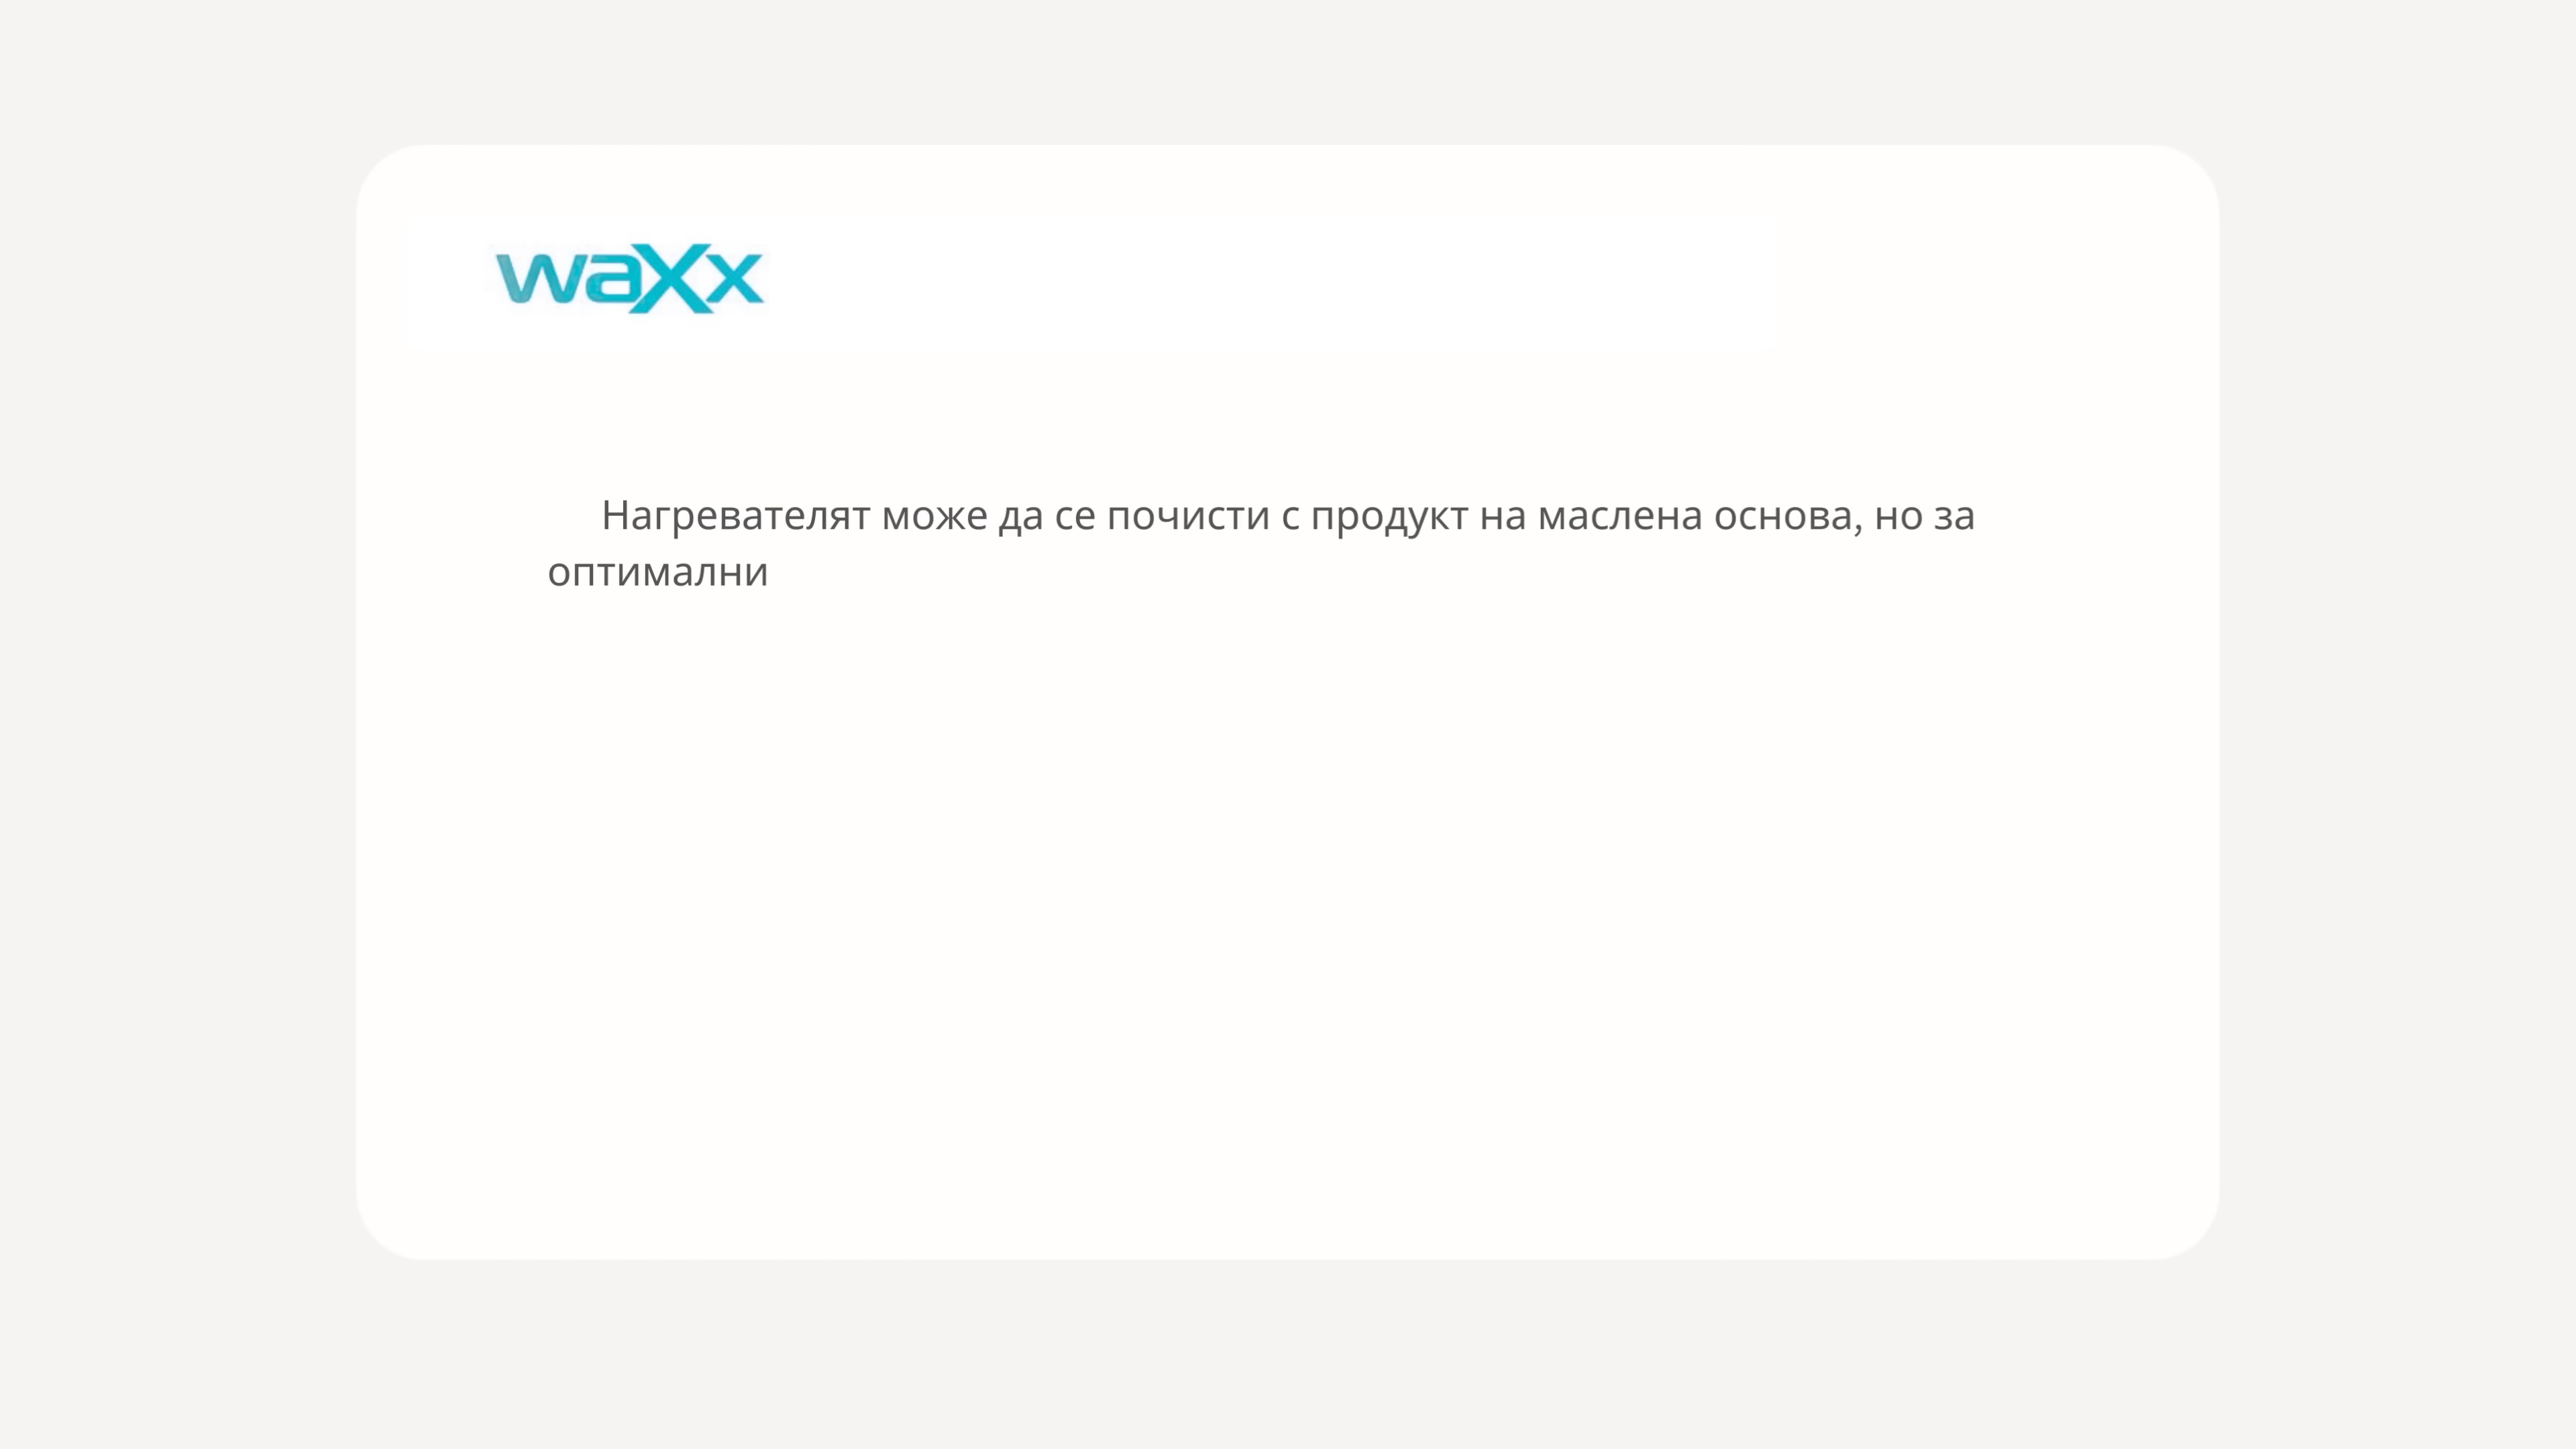 waXx
Нагревателят може да се почисти с продукт на маслена основа, но за
оптимални